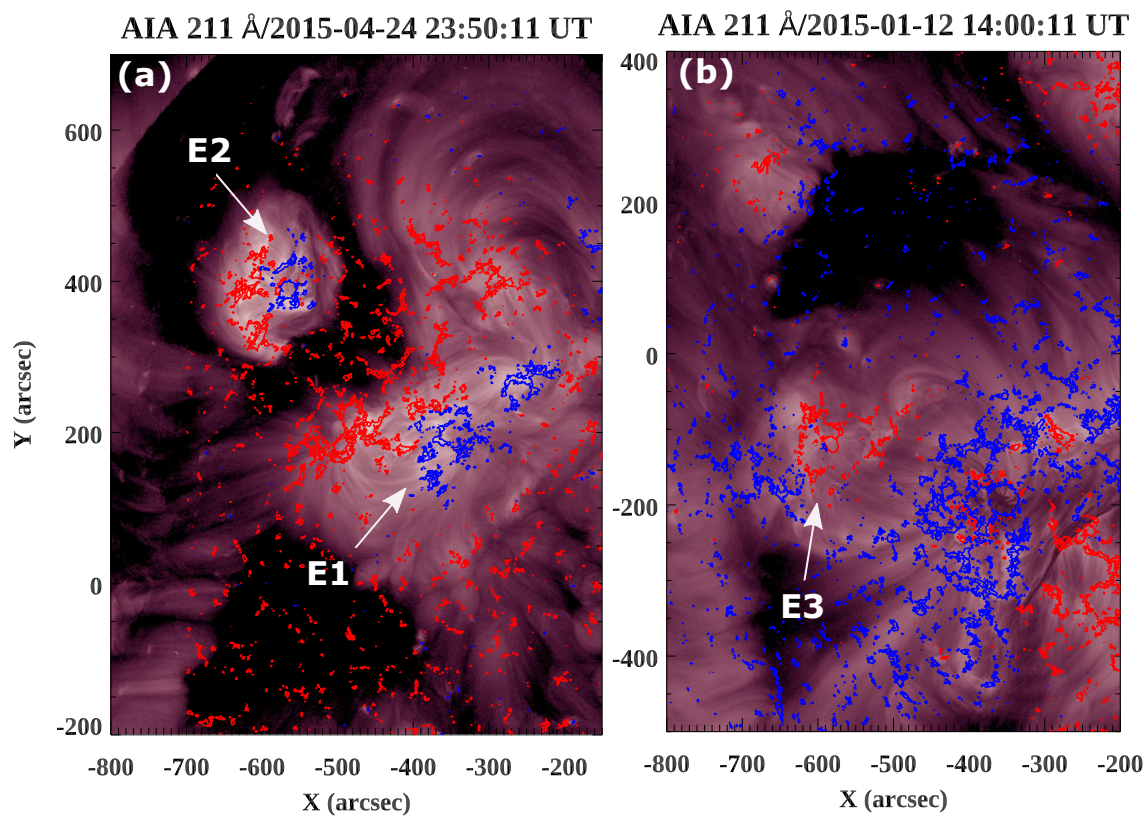 AIA 211 Å/2015-04-24 23:50:11 UT
(a)
E2
E1
600
400
200
0
-200
Y (arcsec)
-800 -700 -600 -500 -400 -300 -200
X (arcsec)
AIA 211 Å/2015-01-12 14:00:11 UT
(b)
E3
400
200
0
-200
-400
-800 -700 -600 -500 -400 -300 -200
X (arcsec)